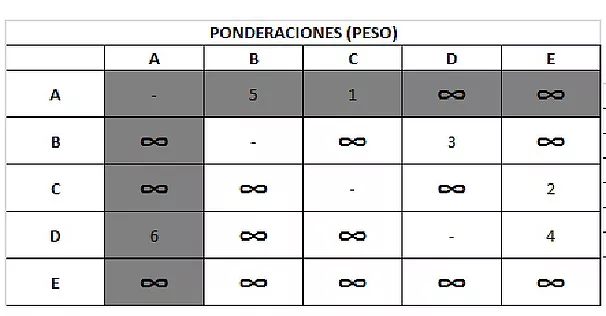 PONDERACIONES (PESO)
A B C D E
A - 5 1 ∞ ∞
B ∞ - ∞ 3 ∞
C ∞ ∞ - ∞ 2
D 6 ∞ ∞ - 4
E ∞ ∞ ∞ ∞ ∞